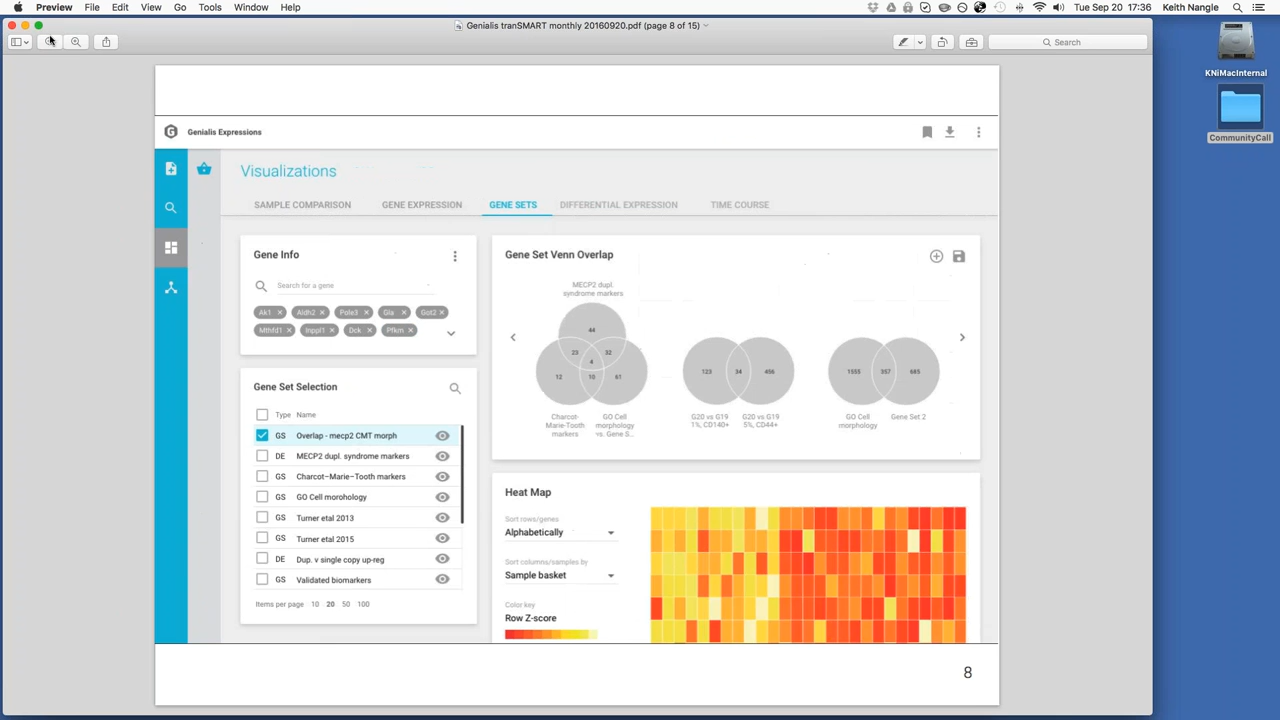 Preview File Edit View Go Tools Window Help
Tue Sep 20 17:36 Keith Nangle
Genialis tranSMART monthly 20160920.pdf (page 8 of 15)
Search
KNiMacInternal
CommunityCall
Genialis Expressions
Visualizations
SAMPLE COMPARISON GENE EXPRESSION GENE SETS DIFFERENTIAL EXPRESSION TIME COURSE
Gene Info
Search for a gene
Ak1 Aldh2 Pole3 Gla Got2
Mthfd1 Inppl1 Dck Pfkm
Gene Set Selection
Type Name
GS Overlap - mecp2 CMT morph
DE MECP2 dupl. syndrome markers
GS Charcot–Marie–Tooth markers
GS GO Cell morohology
GS Turner etal 2013
GS Turner etal 2015
DE Dup. v single copy up-reg
GS Validated biomarkers
Items per page 10 20 50 100
Gene Set Venn Overlap
MECP2 dupl.
syndrome markers
44
23 32
4
12 10 61
Charcot-
Marie-Tooth
markers
GO Cell
morphology
vs. Gene S...
123 34 456
G20 vs G19
1%, CD140+
G20 vs G19
5%, CD44+
1555 357 685
GO Cell
morphology
Gene Set 2
Heat Map
Sort rows/genes
Alphabetically
Sort columns/samples by
Sample basket
Color key
Row Z-score
8